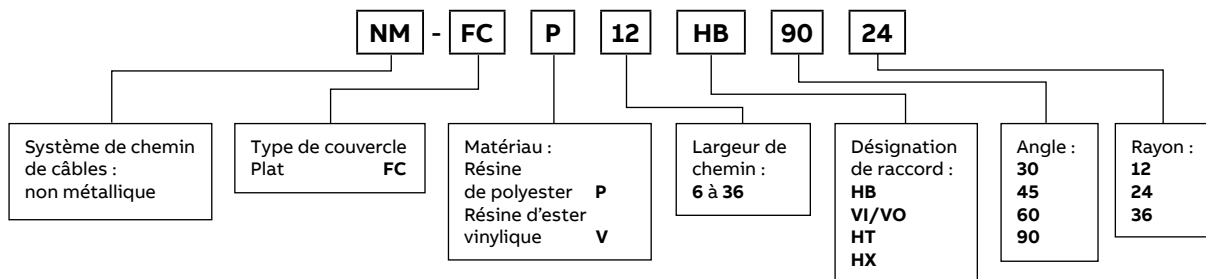 NM - FC P 12 HB 90 24
Système de chemin
de câbles :
non métallique
Type de couvercle
Plat FC
Matériau :
Résine
de polyester P
Résine d'ester
vinylique V
Largeur de
chemin :
6 à 36
Désignation
de raccord :
HB
VI/VO
HT
HX
Angle :
30
45
60
90
Rayon :
12
24
36